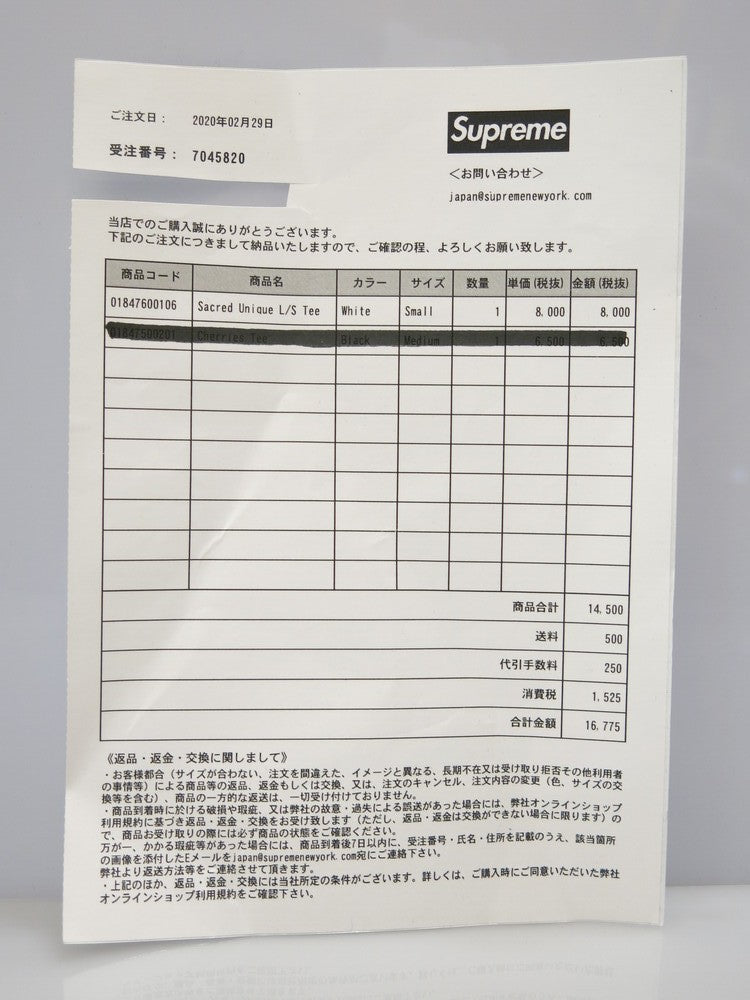 ご注文日： 2020年02月29日
受注番号： 7045820
Supreme
＜お問い合わせ＞
japan@supremenewyork.com
当店でのご購入誠にありがとうございます。
下記のご注文につきまして納品いたしますので、ご確認の程、よろしくお願い致します。
商品コード 商品名 カラー サイズ 数量 単価(税抜) 金額(税抜)
01847600106 Sacred Unique L/S Tee White Small 1 8,000 8,000
01847500201 Cherries Tee Black Medium 1 6,500 6,500
商品合計 14,500
送料 500
代引手数料 250
消費税 1,525
合計金額 16,775
《返品・返金・交換に関しまして》
・お客様都合（サイズが合わない、注文を間違えた、イメージと異なる、長期不在又は受け取り拒否その他利用者
の事情等）による商品等の返品、返金もしくは交換、又は、注文のキャンセル、注文内容の変更（色、サイズの交
換等を含む）、商品の一方的な返送は、一切受け付けておりません。
・商品到着時に於ける破損や瑕疵、又は弊社の故意・過失による誤送があった場合には、弊社オンラインショップ
利用規約に基づき返品・返金・交換をお受け致します（ただし、返品・返金は交換ができない場合に限ります）の
で、商品お受け取りの際には必ず商品の状態をご確認ください。
万が一、かかる瑕疵等があった場合には、商品到着後7日以内に、受注番号・氏名・住所を記載のうえ、該当箇所
の画像を添付したEメールをjapan@supremenewyork.com宛にご連絡下さい。
弊社より返送方法等をご連絡させて頂きます。
・上記のほか、返品・返金・交換には当社所定の条件がございます。詳しくは、ご購入時にご同意いただいた弊社
オンラインショップ利用規約をご確認下さい。